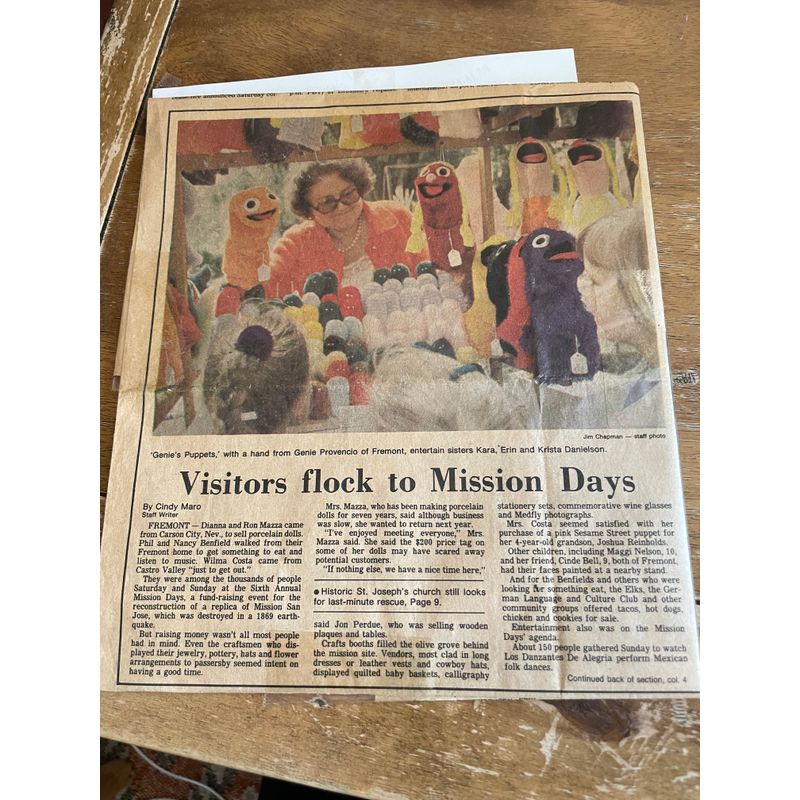 Jim Chapman — staff photo
'Genie's Puppets,' with a hand from Genie Provencio of Fremont, entertain sisters Kara, Erin and Krista Danielson.
Visitors flock to Mission Days
By Cindy Maro
Staff Writer
FREMONT — Dianna and Ron Mazza came
from Carson City, Nev., to sell porcelain dolls.
Phil and Nancy Benfield walked from their
Fremont home to get something to eat and
listen to music. Wilma Costa came from
Castro Valley "just to get out."
They were among the thousands of people
Saturday and Sunday at the Sixth Annual
Mission Days, a fund-raising event for the
reconstruction of a replica of Mission San
Jose, which was destroyed in a 1869 earth-
quake.
But raising money wasn't all most people
had in mind. Even the craftsmen who dis-
played their jewelry, pottery, hats and flower
arrangements to passersby seemed intent on
having a good time.
Mrs. Mazza, who has been making porcelain
dolls for seven years, said although business
was slow, she wanted to return next year.
"I've enjoyed meeting everyone," Mrs.
Mazza said. She said the $200 price tag on
some of her dolls may have scared away
potential customers.
"If nothing else, we have a nice time here,"
• Historic St. Joseph's church still looks
for last-minute rescue, Page 9.
said Jon Perdue, who was selling wooden
plaques and tables.
Crafts booths filled the olive grove behind
the mission site. Vendors, most clad in long
dresses or leather vests and cowboy hats,
displayed quilted baby baskets, calligraphy
stationery sets, commemorative wine glasses
and Medfly photographs.
Mrs. Costa seemed satisfied with her
purchase of a pink Sesame Street puppet for
her 4-year-old grandson, Joshua Reinholds.
Other children, including Maggi Nelson, 10,
and her friend, Cinde Bell, 9, both of Fremont,
had their faces painted at a nearby stand.
And for the Benfields and others who were
looking for something eat, the Elks, the Ger-
man Language and Culture Club and other
community groups offered tacos, hot dogs,
chicken and cookies for sale.
Entertainment also was on the Mission
Days' agenda.
About 150 people gathered Sunday to watch
Los Danzantes De Alegria perform Mexican
folk dances.
Continued back of section, col. 4